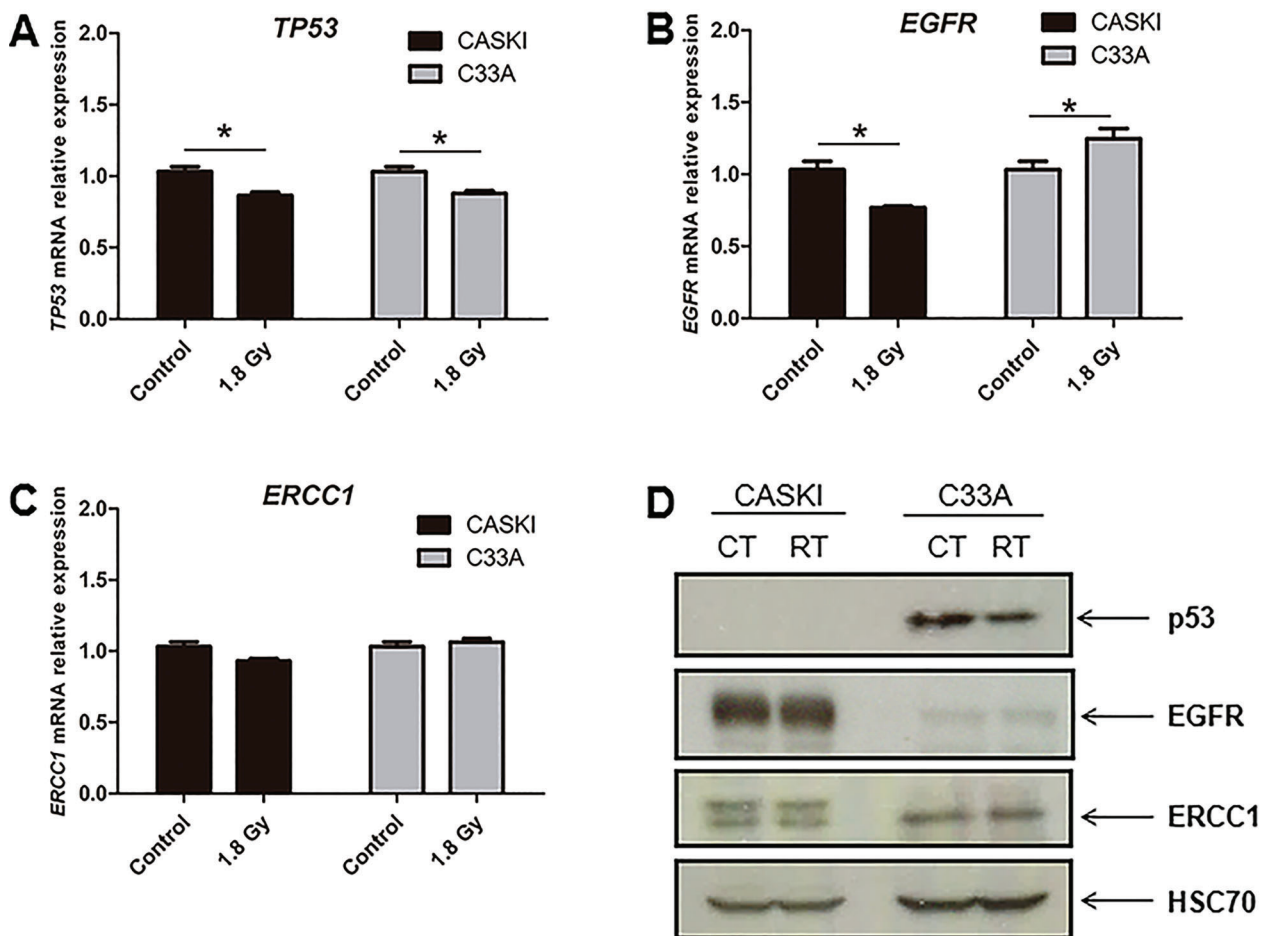 A
TP53
CASKI
C33A
TP53 mRNA relative expression
2.0
1.5
1.0
0.5
0.0
*
*
Control
1.8 Gy
Control
1.8 Gy
B
EGFR
CASKI
C33A
EGFR mRNA relative expression
2.0
1.5
1.0
0.5
0.0
*
*
Control
1.8 Gy
Control
1.8 Gy
C
ERCC1
CASKI
C33A
ERCC1 mRNA relative expression
2.0
1.5
1.0
0.5
0.0
Control
1.8 Gy
Control
1.8 Gy
D
CASKI C33A
CT RT CT RT
p53
EGFR
ERCC1
HSC70